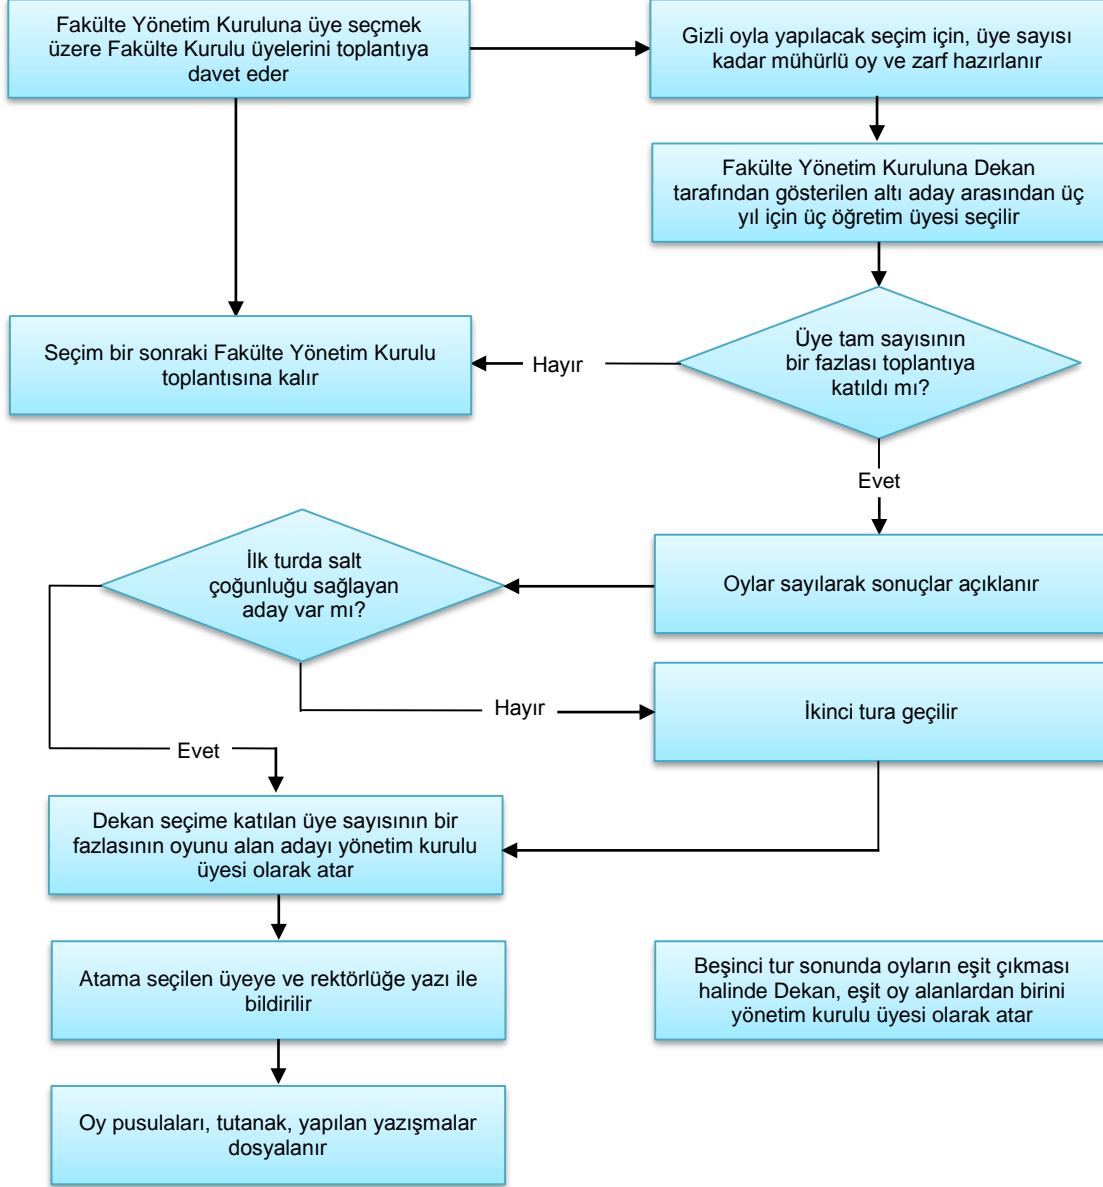 Fakülte Yönetim Kuruluna üye seçmek
üzere Fakülte Kurulu üyelerini toplantıya
davet eder
Gizli oyla yapılacak seçim için, üye sayısı
kadar mühürlü oy ve zarf hazırlanır
Fakülte Yönetim Kuruluna Dekan
tarafından gösterilen altı aday arasından üç
yıl için üç öğretim üyesi seçilir
Seçim bir sonraki Fakülte Yönetim Kurulu
toplantısına kalır
Hayır
Üye tam sayısının
bir fazlası toplantıya
katıldı mı?
Evet
İlk turda salt
çoğunluğu sağlayan
aday var mı?
Oylar sayılarak sonuçlar açıklanır
Hayır
İkinci tura geçilir
Evet
Dekan seçime katılan üye sayısının bir
fazlasının oyunu alan adayı yönetim kurulu
üyesi olarak atar
Atama seçilen üyeye ve rektörlüğe yazı ile
bildirilir
Beşinci tur sonunda oyların eşit çıkması
halinde Dekan, eşit oy alanlardan birini
yönetim kurulu üyesi olarak atar
Oy pusulaları, tutanak, yapılan yazışmalar
dosyalanır